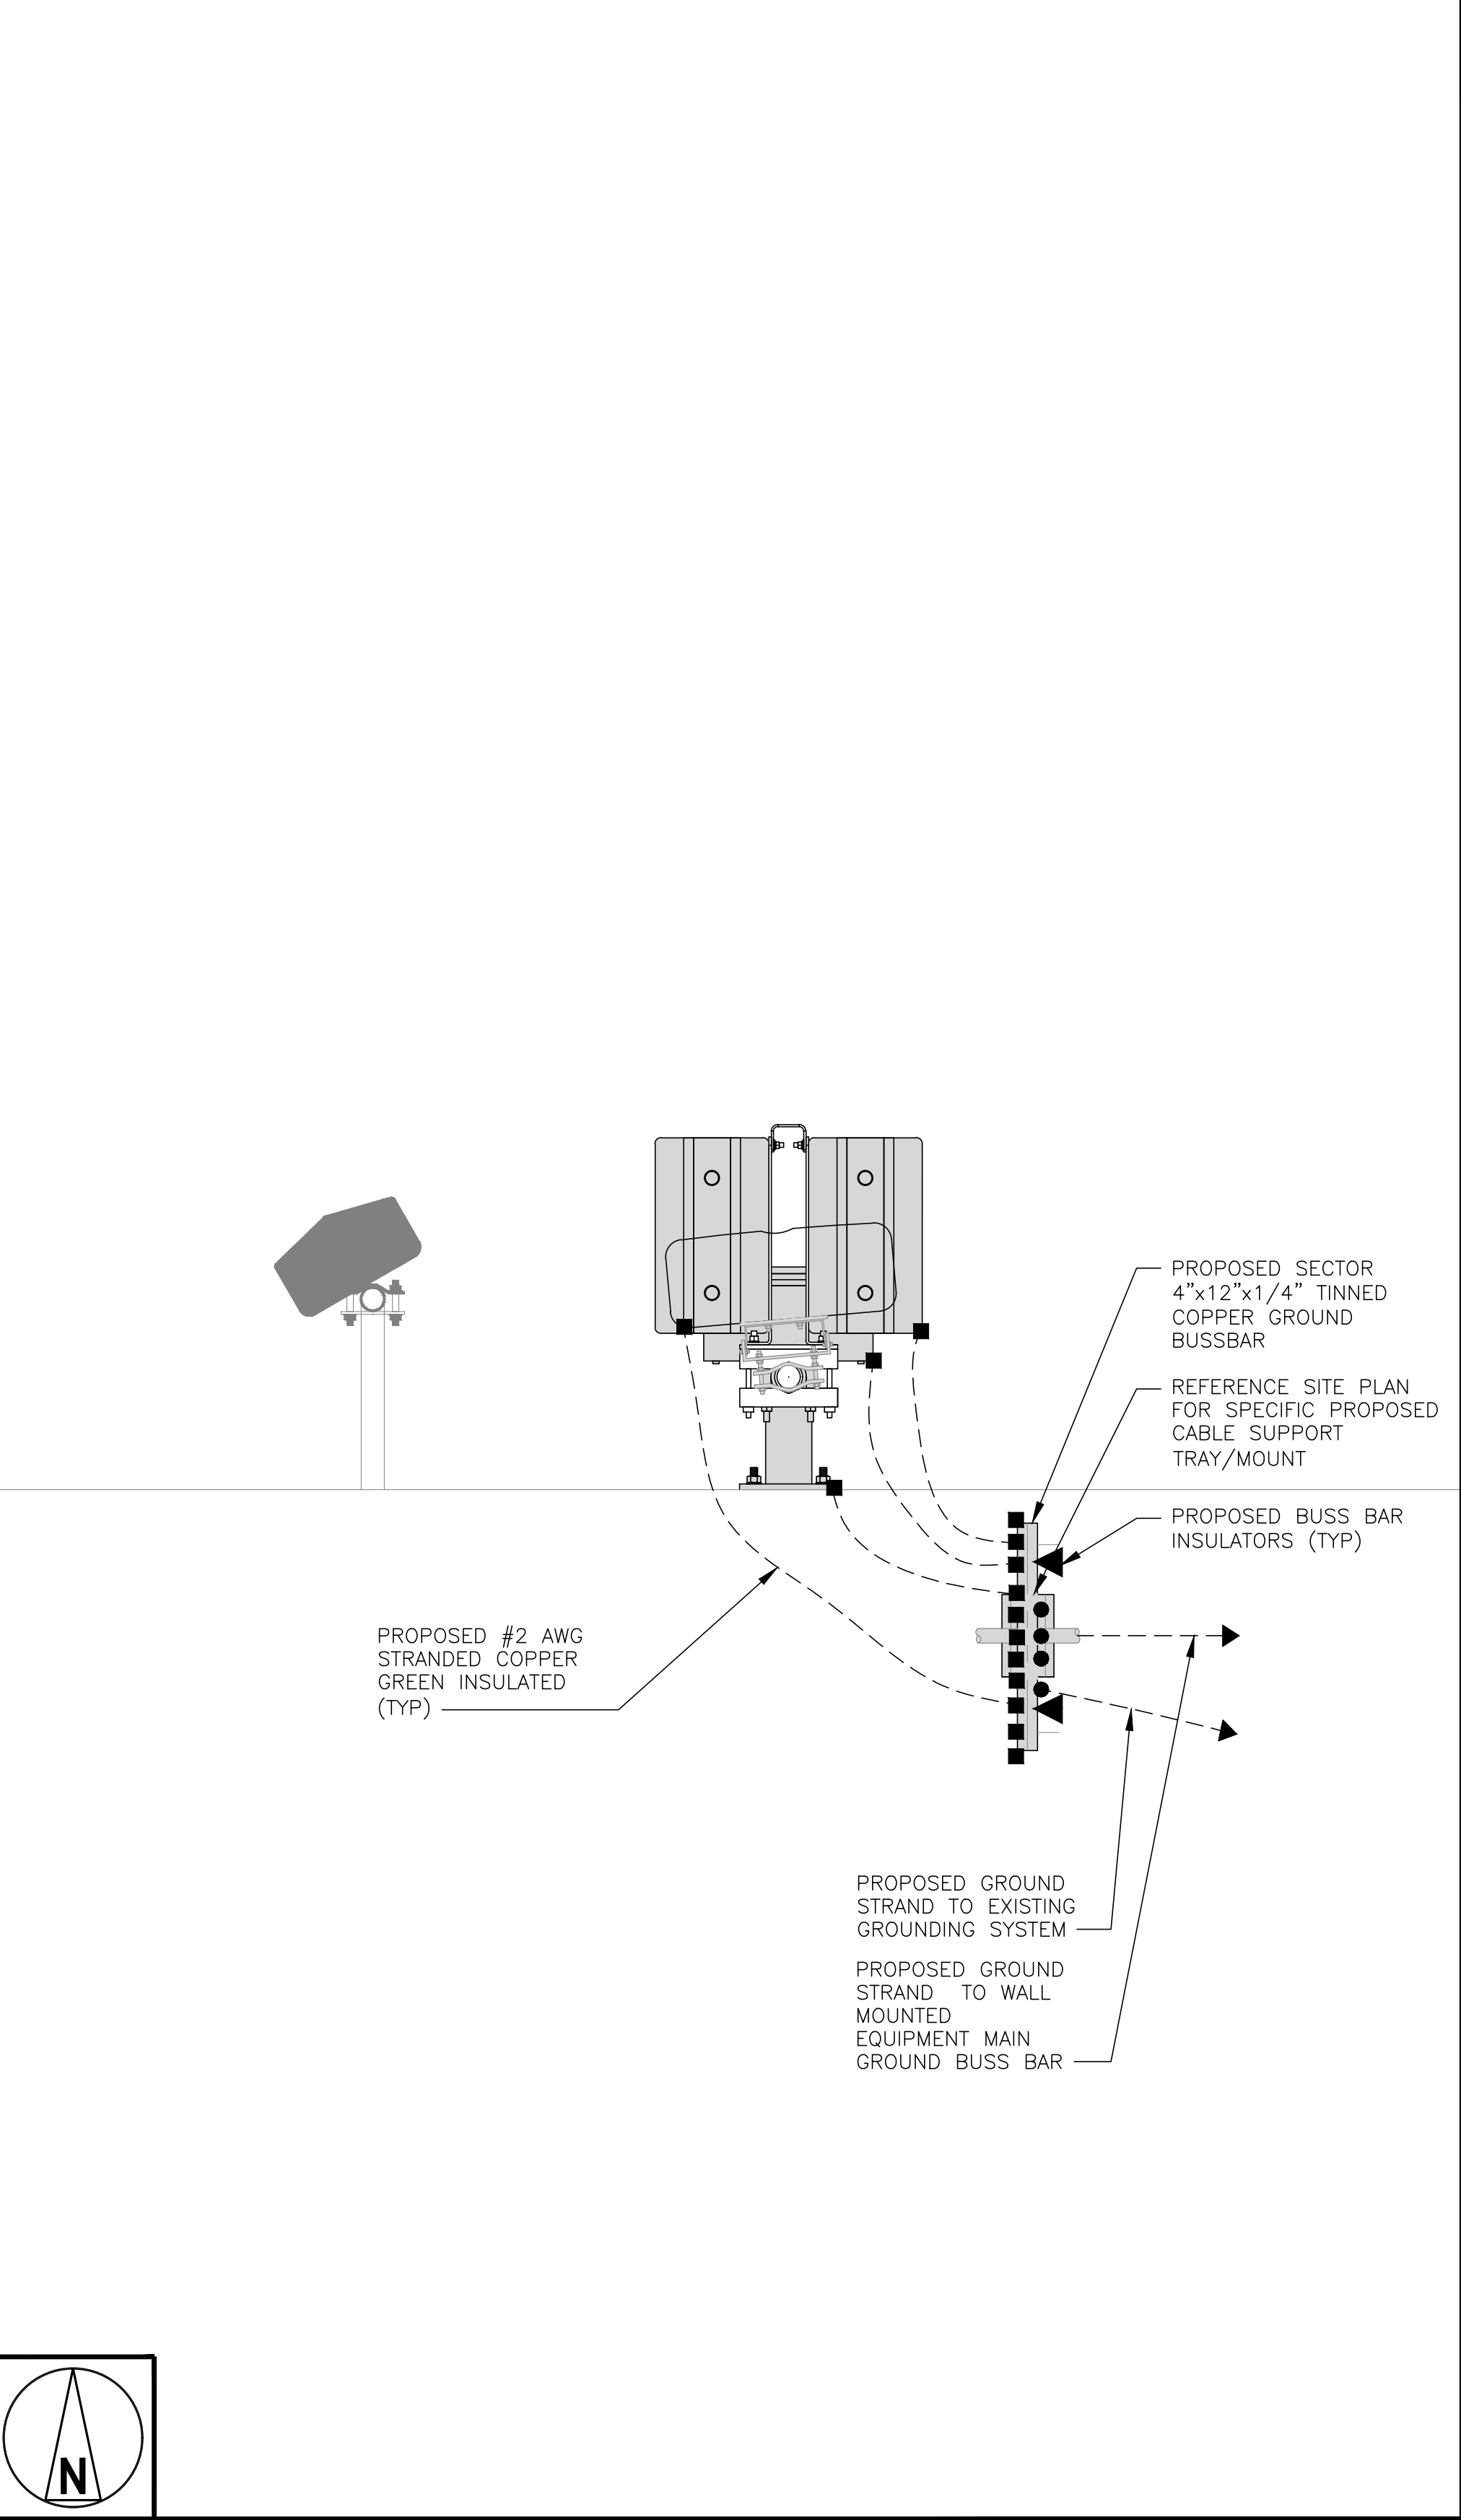 PROPOSED SECTOR
4”x12”x1/4” TINNED
COPPER GROUND
BUSSBAR
REFERENCE SITE PLAN
FOR SPECIFIC PROPOSED
CABLE SUPPORT
TRAY/MOUNT
PROPOSED BUSS BAR
INSULATORS (TYP)
PROPOSED #2 AWG
STRANDED COPPER
GREEN INSULATED
(TYP)
PROPOSED GROUND
STRAND TO EXISTING
GROUNDING SYSTEM
PROPOSED GROUND
STRAND TO WALL
MOUNTED
EQUIPMENT MAIN
GROUND BUSS BAR
N